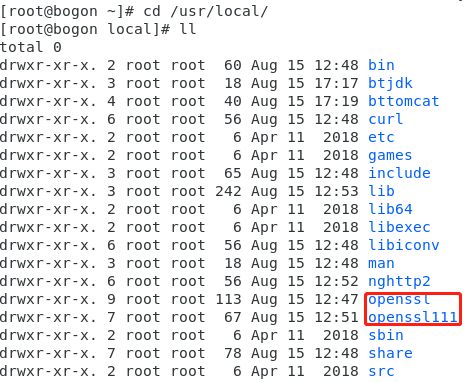 [root@bogon ~]# cd /usr/local/
[root@bogon local]# ll
total 0
drwxr-xr-x. 2 root root  60 Aug 15 12:48 bin
drwxr-xr-x. 3 root root  18 Aug 15 17:17 btjdk
drwxr-xr-x. 4 root root  40 Aug 15 17:19 bttomcat
drwxr-xr-x. 6 root root  56 Aug 15 12:48 curl
drwxr-xr-x. 2 root root   6 Apr 11  2018 etc
drwxr-xr-x. 2 root root   6 Apr 11  2018 games
drwxr-xr-x. 3 root root  65 Aug 15 12:48 include
drwxr-xr-x. 3 root root 242 Aug 15 12:53 lib
drwxr-xr-x. 2 root root   6 Apr 11  2018 lib64
drwxr-xr-x. 2 root root   6 Apr 11  2018 libexec
drwxr-xr-x. 6 root root  56 Aug 15 12:48 libiconv
drwxr-xr-x. 3 root root  18 Aug 15 12:48 man
drwxr-xr-x. 6 root root  56 Aug 15 12:52 nghttp2
drwxr-xr-x. 9 root root 113 Aug 15 12:47 openssl
drwxr-xr-x. 7 root root  67 Aug 15 12:51 openssl111
drwxr-xr-x. 2 root root   6 Apr 11  2018 sbin
drwxr-xr-x. 7 root root  78 Aug 15 12:48 share
drwxr-xr-x. 2 root root   6 Apr 11  2018 src